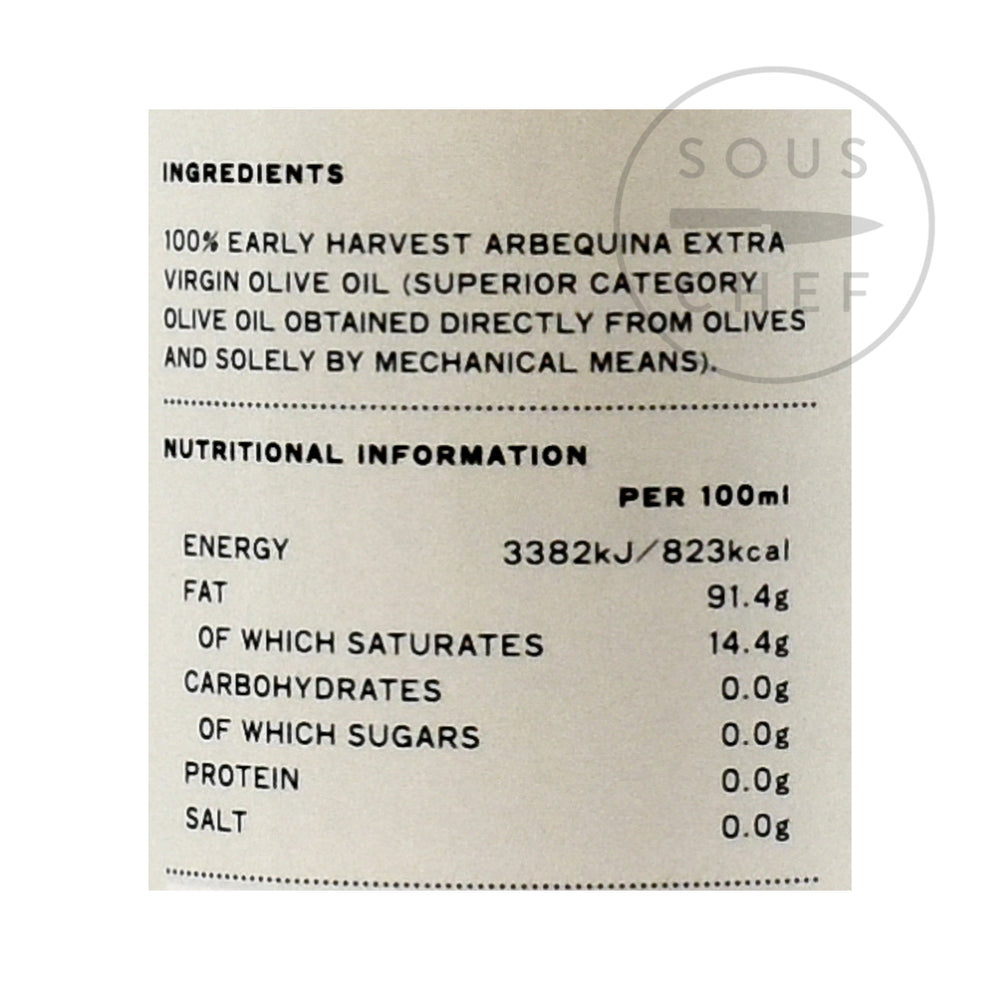 SOUS
CHEF
INGREDIENTS
100% EARLY HARVEST ARBEQUINA EXTRA
VIRGIN OLIVE OIL (SUPERIOR CATEGORY
OLIVE OIL OBTAINED DIRECTLY FROM OLIVES
AND SOLELY BY MECHANICAL MEANS).
NUTRITIONAL INFORMATION
PER 100ml
ENERGY 3382kJ/823kcal
FAT 91.4g
OF WHICH SATURATES 14.4g
CARBOHYDRATES 0.0g
OF WHICH SUGARS 0.0g
PROTEIN 0.0g
SALT 0.0g